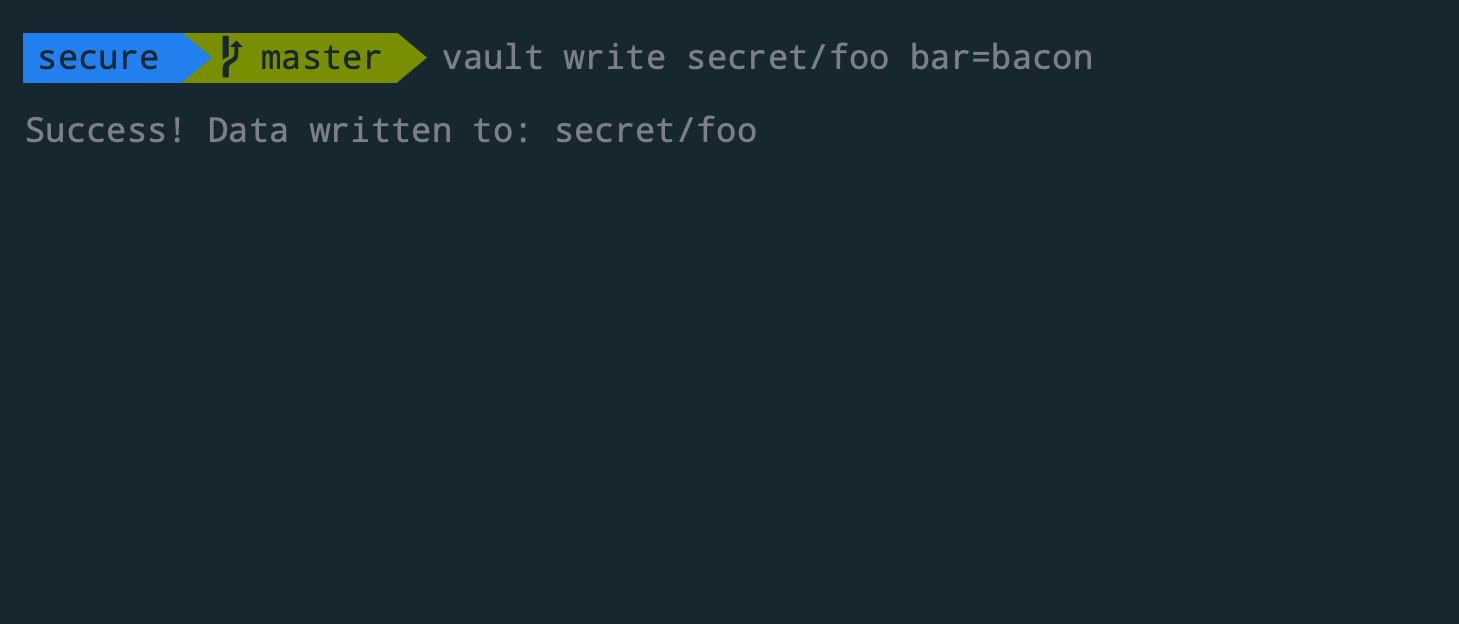 secure master vault write secret/foo bar=bacon
Success! Data written to: secret/foo